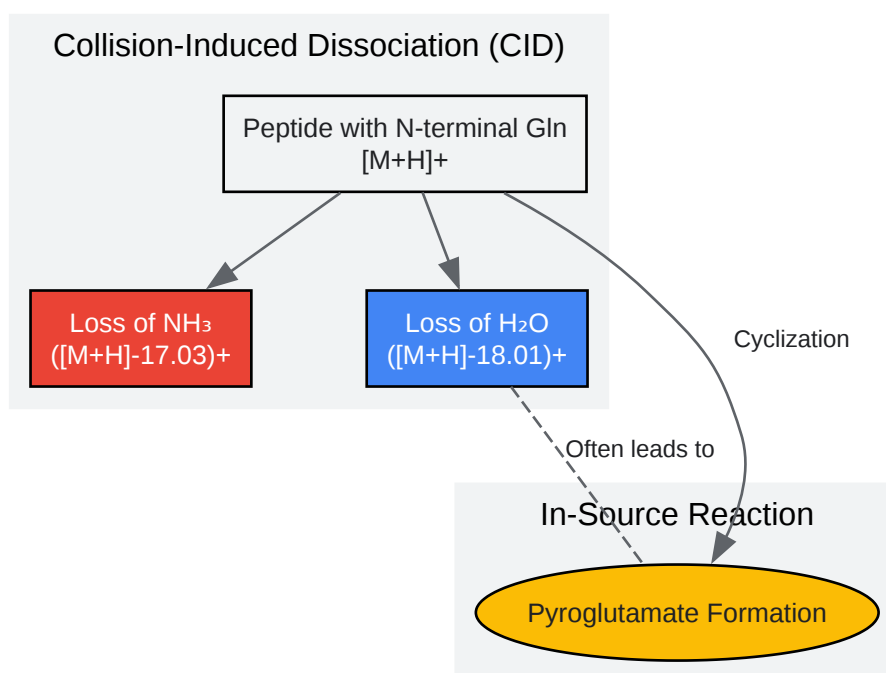 Collision-Induced Dissociation (CID)
Peptide with N-terminal Gln
[M+H]+
Loss of NH₃
([M+H]-17.03)+
Loss of H₂O
([M+H]-18.01)+
Cyclization
Often leads to
In-Source Reaction
Pyroglutamate Formation